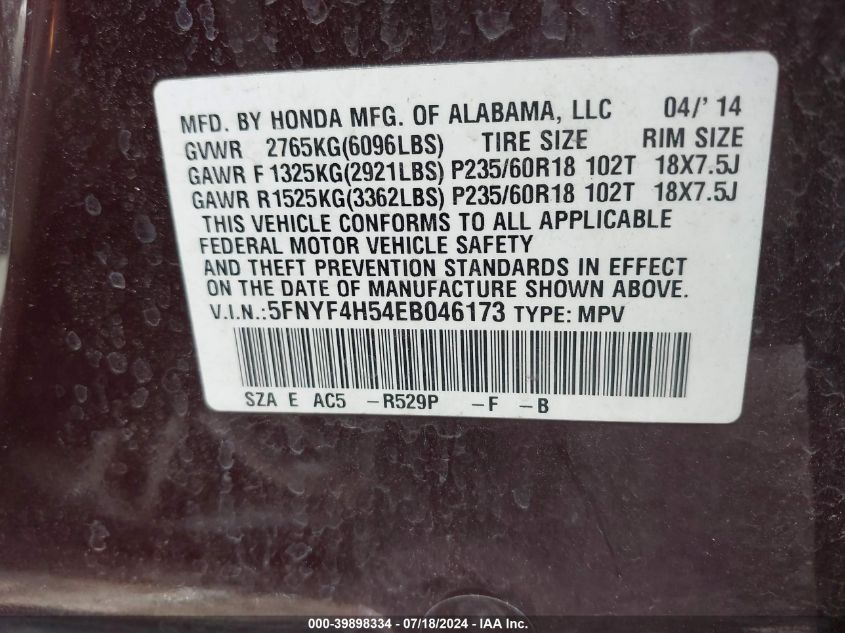 MFD. BY HONDA MFG. OF ALABAMA, LLC 04/' 14
GVWR 2765KG(6096LBS) TIRE SIZE RIM SIZE
GAWR F 1325KG(2921LBS) P235/60R18 102T 18X7.5J
GAWR R1525KG(3362LBS) P235/60R18 102T 18X7.5J
THIS VEHICLE CONFORMS TO ALL APPLICABLE
FEDERAL MOTOR VEHICLE SAFETY
AND THEFT PREVENTION STANDARDS IN EFFECT
ON THE DATE OF MANUFACTURE SHOWN ABOVE.
V.I.N.:5FNYF4H54EB046173 TYPE: MPV
SZA E AC5 -R529P -F -B
000-39898334 - 07/18/2024 - IAA Inc.